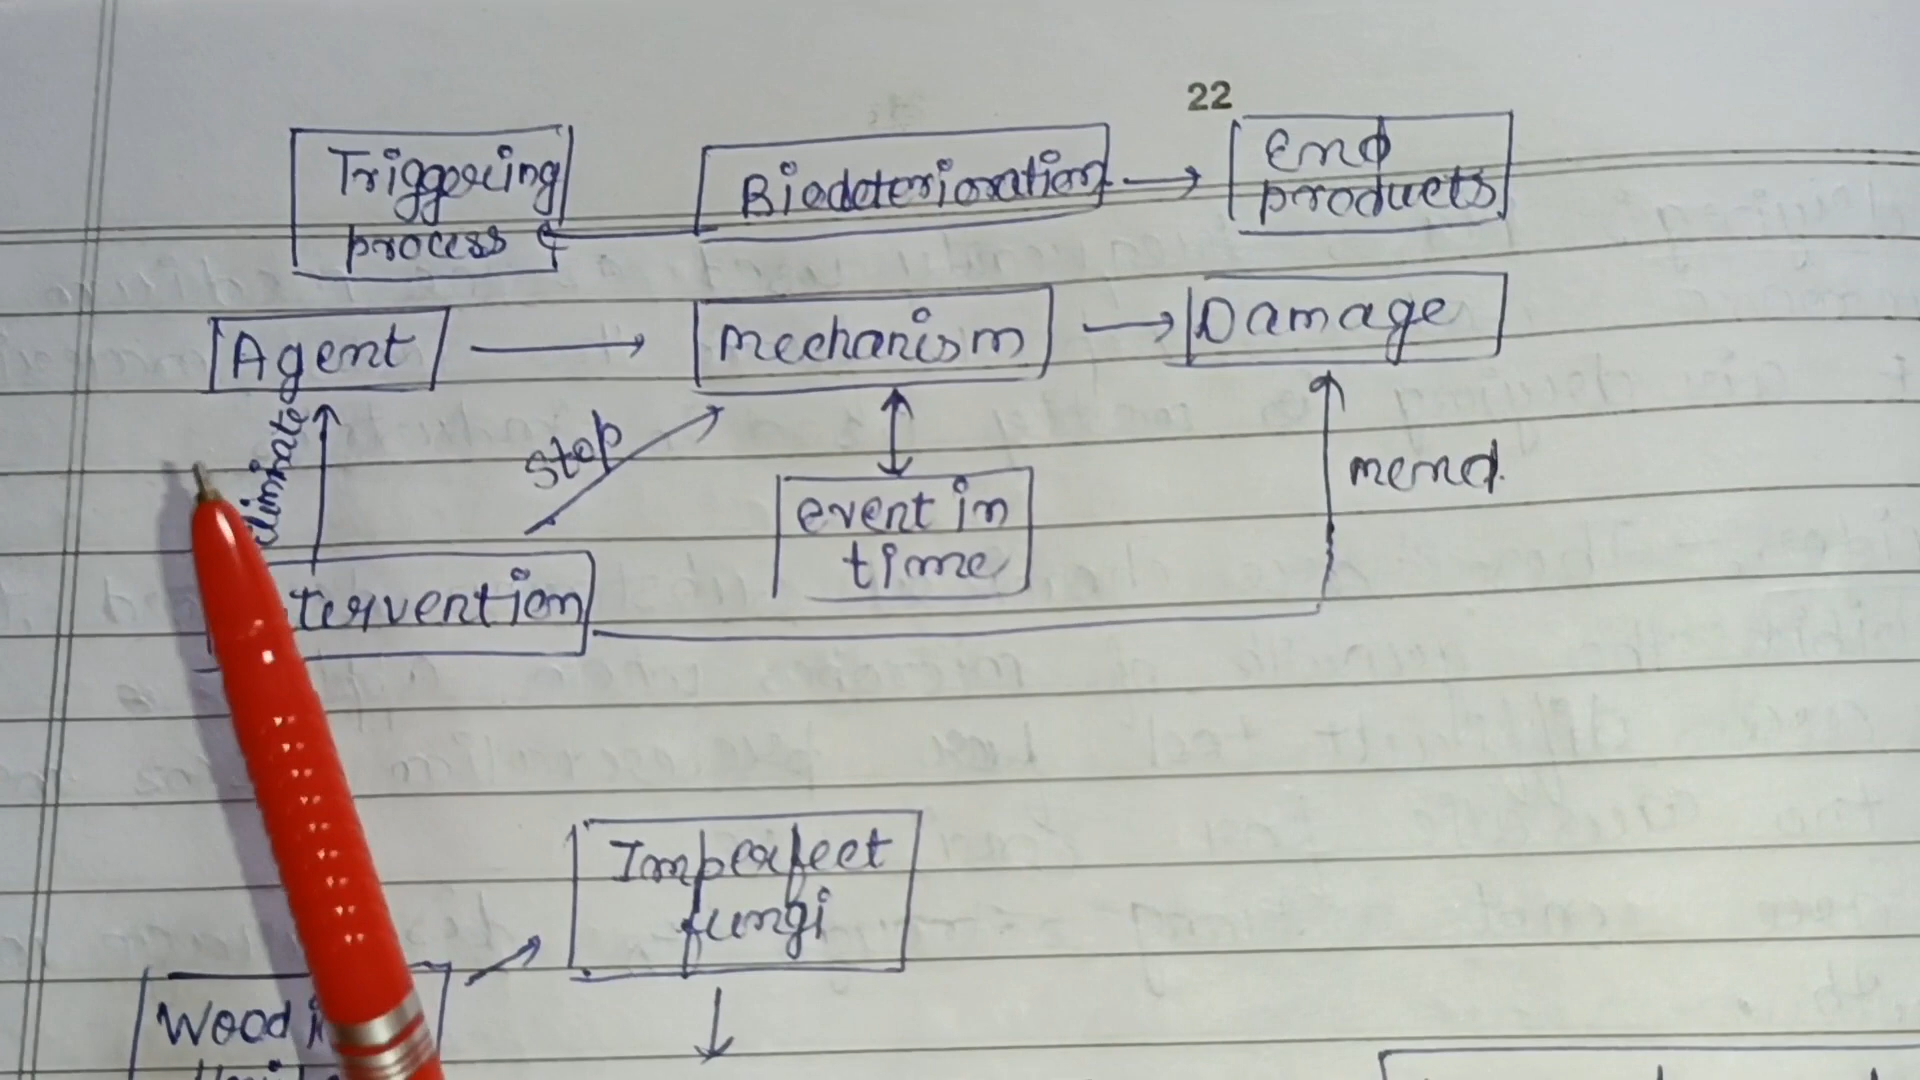 22
Triggering
process
Biodeterioration
End
products
Agent
Mechanism
Damage
eliminate
stop
mend.
event in
time
tervention
Imperfect
fungi
Wood